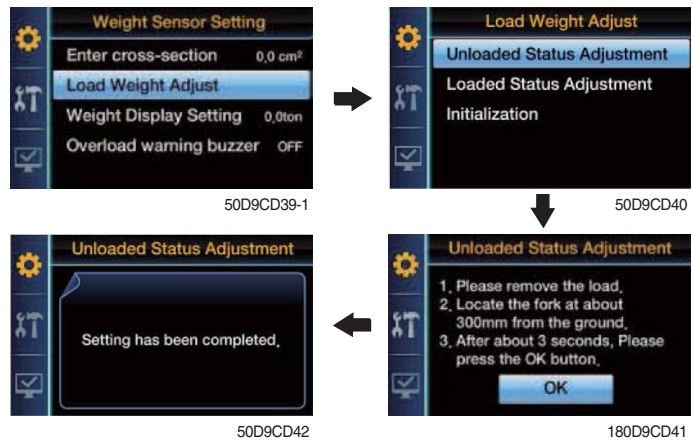 Weight Sensor Setting
Enter cross-section 0,0 cm²
Load Weight Adjust
Weight Display Setting 0,0ton
Overload warning buzzer OFF
50D9CD39-1
Load Weight Adjust
Unloaded Status Adjustment
Loaded Status Adjustment
Initialization
50D9CD40
Unloaded Status Adjustment
1. Please remove the load.
2. Locate the fork at about
300mm from the ground.
3. After about 3 seconds, Please
press the OK button.
OK
180D9CD41
Unloaded Status Adjustment
Setting has been completed.
50D9CD42